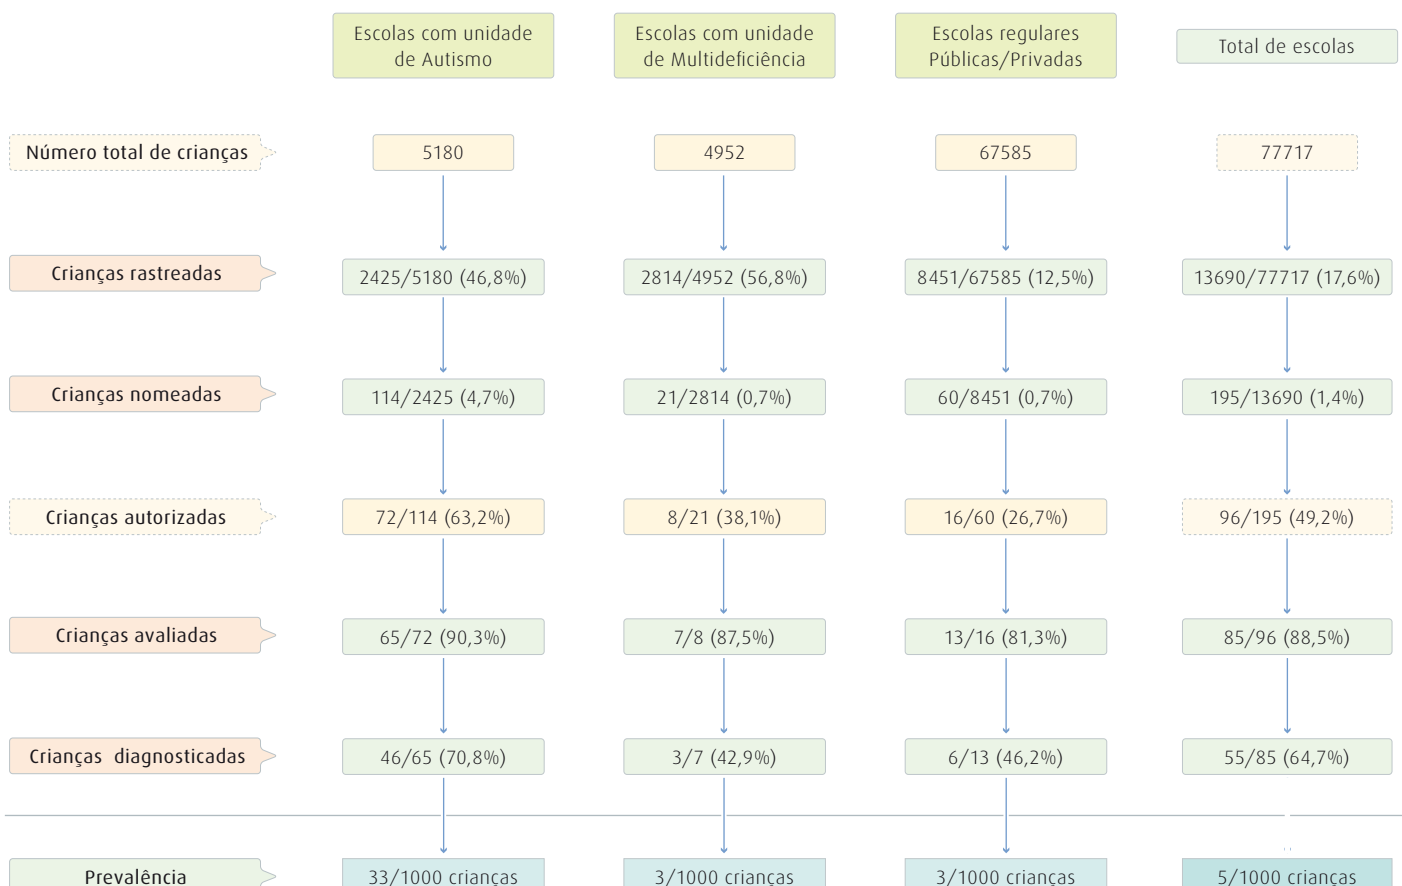 Escolas com unidade
de Autismo
Escolas com unidade
de Multideficiência
Escolas regulares
Públicas/Privadas
Total de escolas
Número total de crianças
5180
4952
67585
77717
Crianças rastreadas
2425/5180 (46,8%)
2814/4952 (56,8%)
8451/67585 (12,5%)
13690/77717 (17,6%)
Crianças nomeadas
114/2425 (4,7%)
21/2814 (0,7%)
60/8451 (0,7%)
195/13690 (1,4%)
Crianças autorizadas
72/114 (63,2%)
8/21 (38,1%)
16/60 (26,7%)
96/195 (49,2%)
Crianças avaliadas
65/72 (90,3%)
7/8 (87,5%)
13/16 (81,3%)
85/96 (88,5%)
Crianças diagnosticadas
46/65 (70,8%)
3/7 (42,9%)
6/13 (46,2%)
55/85 (64,7%)
Prevalência
33/1000 crianças
3/1000 crianças
3/1000 crianças
5/1000 crianças